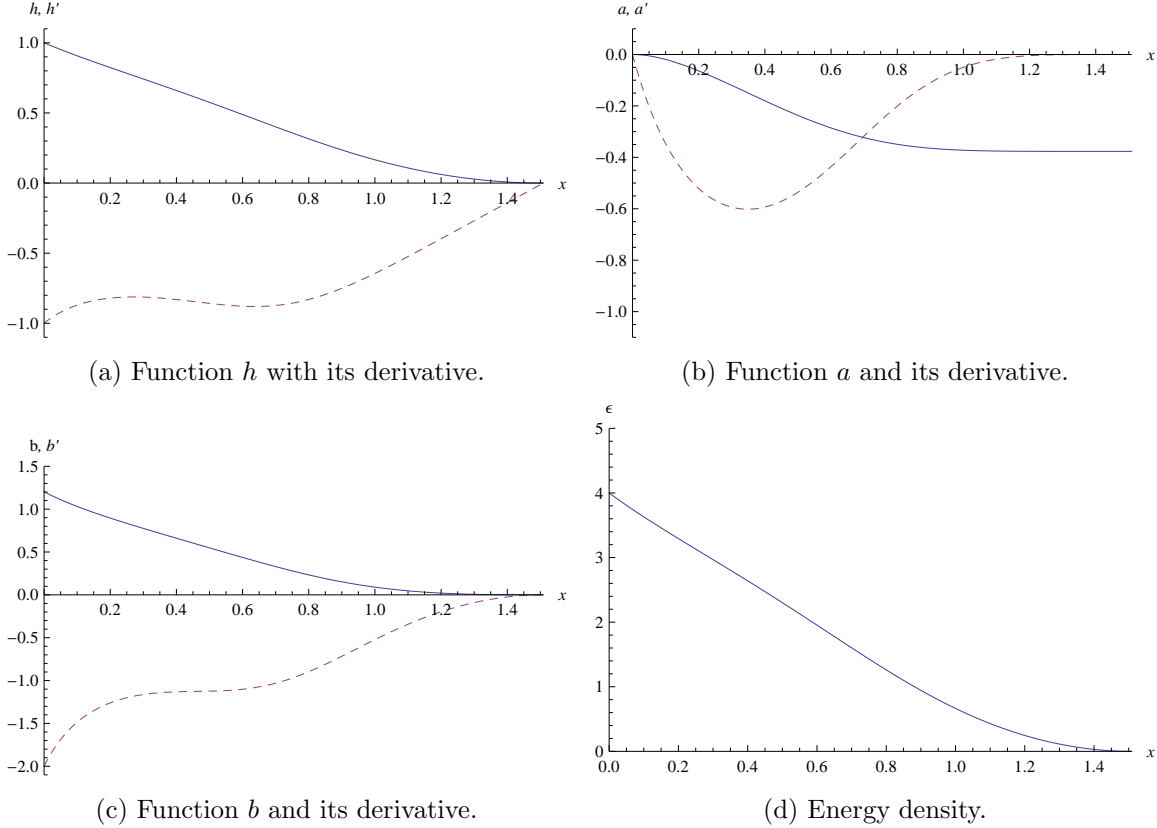 h, h′
1.0
0.5
0.0
−0.5
−1.0
0.2 0.4 0.6 0.8 1.0 1.2 1.4 x
(a) Function h with its derivative.
a, a′
0.0
−0.2
−0.4
−0.6
−0.8
−1.0
0.2 0.4 0.6 0.8 1.0 1.2 1.4 x
(b) Function a and its derivative.
b, b′
1.5
1.0
0.5
0.0
−0.5
−1.0
−1.5
−2.0
0.2 0.4 0.6 0.8 1.0 1.2 1.4 x
(c) Function b and its derivative.
ϵ
5
4
3
2
1
0
0.0 0.2 0.4 0.6 0.8 1.0 1.2 1.4 x
(d) Energy density.